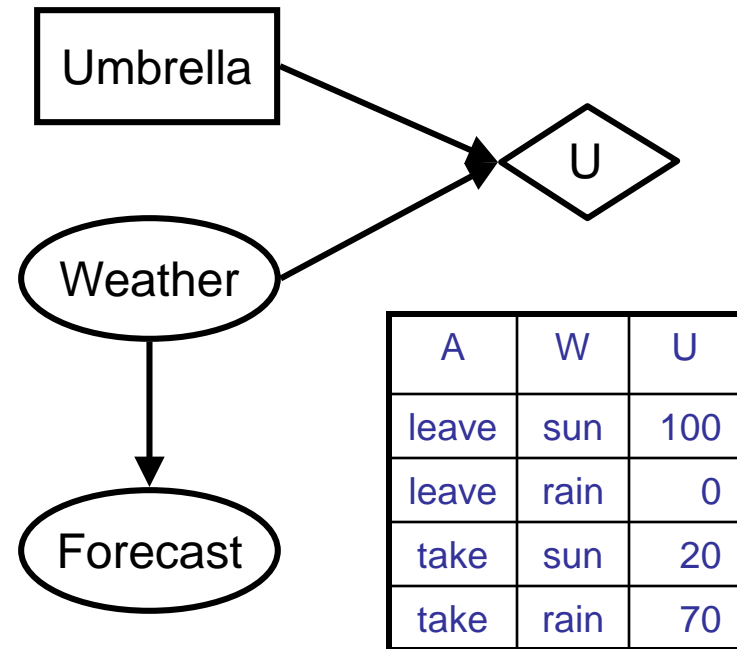 Umbrella
U
Weather
Forecast
A W U
leave sun 100
leave rain 0
take sun 20
take rain 70